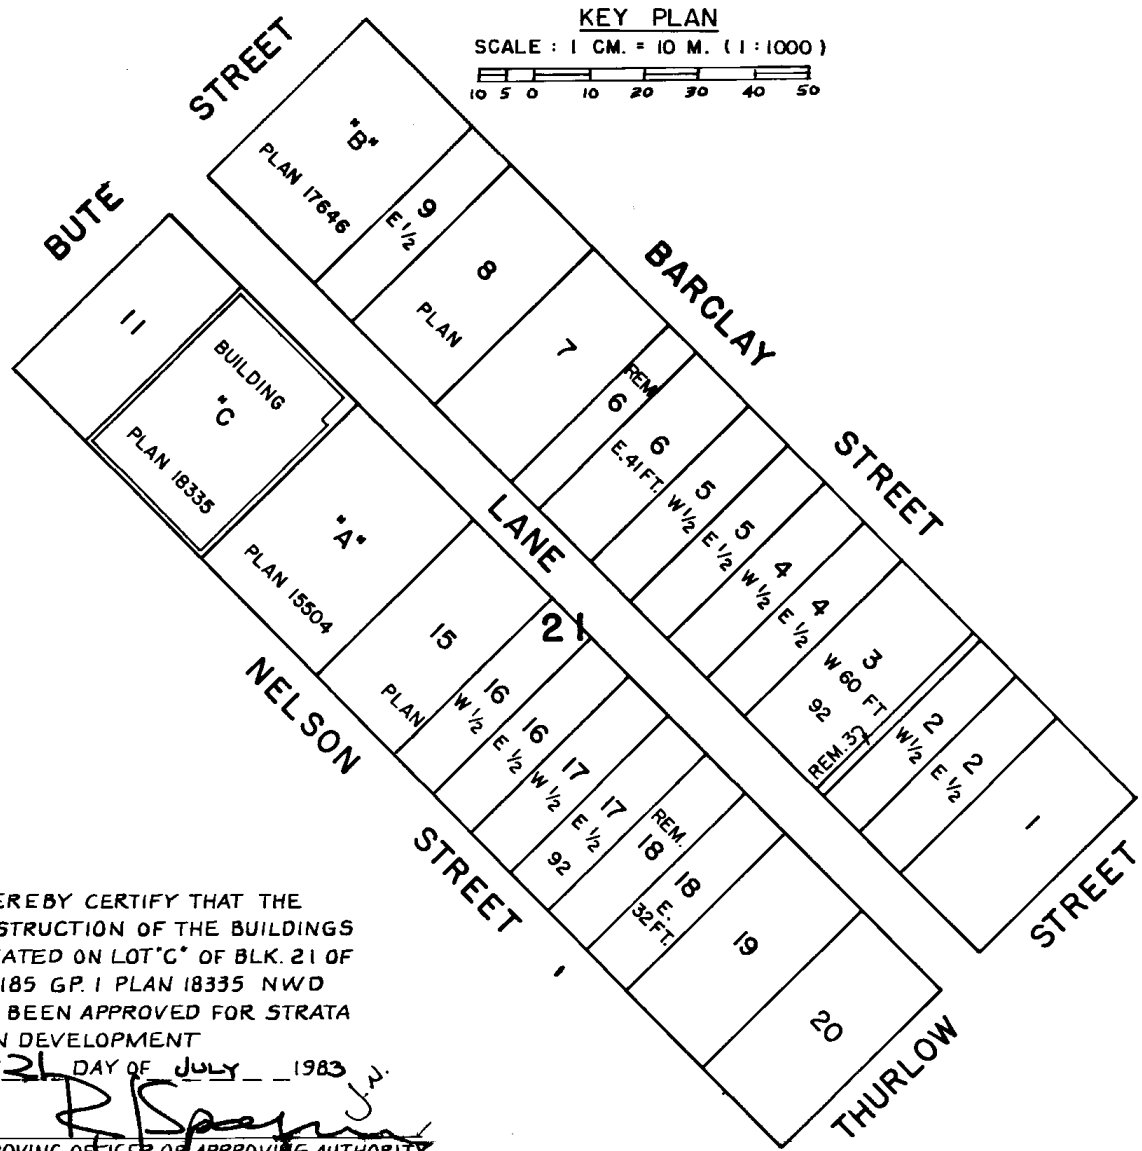 KEY PLAN
SCALE : 1 CM. = 10 M. (1:1000)
10 5 0 10 20 30 40 50
STREET
BUTE
"B"
PLAN 17646
9
E 1/2
8
PLAN
7
REM.
6
6
E. 41 FT.
5
W 1/2
5
E 1/2
4
W 1/2
4
E 1/2
3
W 60 FT
92
REM. 3
2
W 1/2
2
E 1/2
1
BARCLAY
STREET
11
BUILDING
"C
PLAN 18335
"A"
PLAN 15504
LANE
21
15
PLAN
16
W 1/2
16
E 1/2
17
W 1/2
17
E 1/2
92
REM.
18
18
E.
32 FT.
19
20
NELSON
STREET
THURLOW
STREET
EREBY CERTIFY THAT THE
STRUCTION OF THE BUILDINGS
ATED ON LOT "C" OF BLK. 21 OF
185 GP. 1 PLAN 18335 NWD
BEEN APPROVED FOR STRATA
N DEVELOPMENT
21 DAY OF JULY 1983
ROVING OFFICER OR APPROVING AUTHORITY